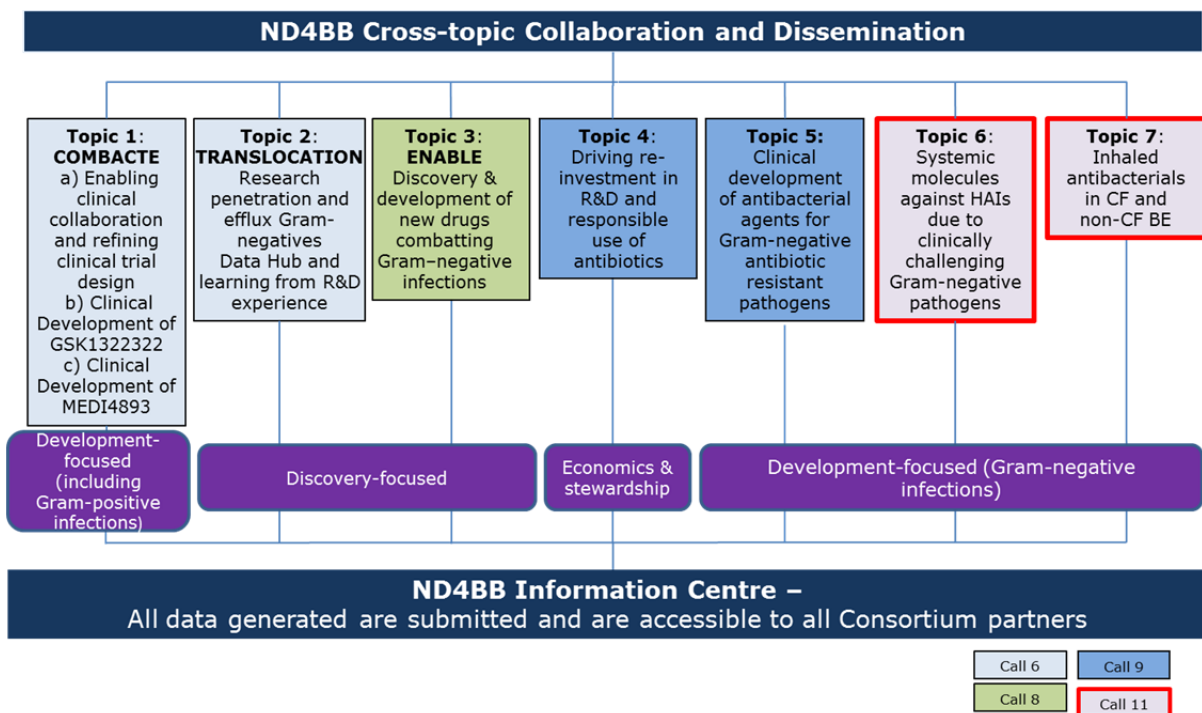 ND4BB Cross-topic Collaboration and Dissemination
Topic 1:
COMBACTE
a) Enabling
clinical
collaboration
and refining
clinical trial
design
b) Clinical
Development of
GSK1322322
c) Clinical
Development of
MEDI4893
Topic 2:
TRANSLOCATION
Research
penetration and
efflux Gram-
negatives
Data Hub and
learning from R&D
experience
Topic 3:
ENABLE
Discovery &
development of
new drugs
combatting
Gram–negative
infections
Topic 4:
Driving re-
investment in
R&D and
responsible
use of
antibiotics
Topic 5:
Clinical
development
of antibacterial
agents for
Gram-negative
antibiotic
resistant
pathogens
Topic 6:
Systemic
molecules
against HAIs
due to
clinically
challenging
Gram-negative
pathogens
Topic 7:
Inhaled
antibacterials
in CF and
non-CF BE
Development-
focused
(including
Gram-positive
infections)
Discovery-focused
Economics &
stewardship
Development-focused (Gram-negative
infections)
ND4BB Information Centre –
All data generated are submitted and are accessible to all Consortium partners
Call 6
Call 9
Call 8
Call 11